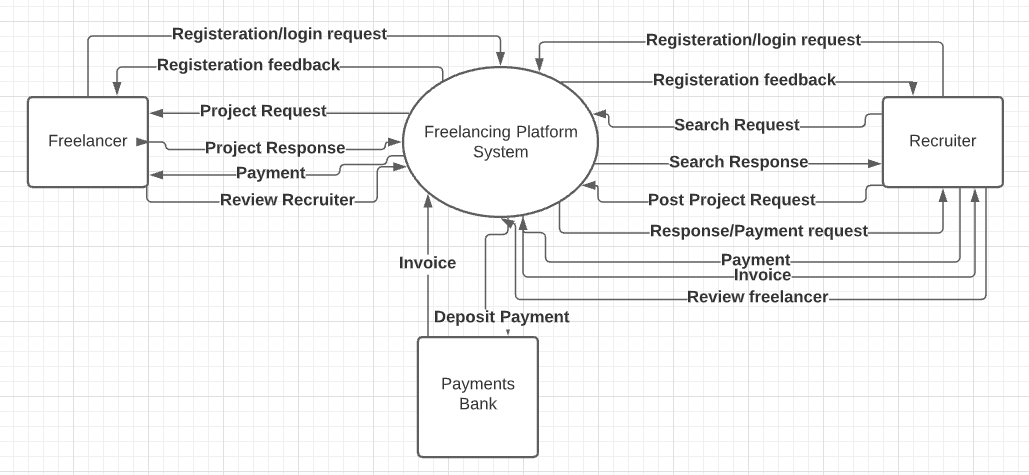 Registeration/login request
Registeration/login request
Registeration feedback
Registeration feedback
Project Request
Search Request
Freelancer
Freelancing Platform
System
Recruiter
Project Response
Search Response
Payment
Review Recruiter
Post Project Request
Response/Payment request
Invoice
Payment
Invoice
Review freelancer
Deposit Payment
Payments
Bank